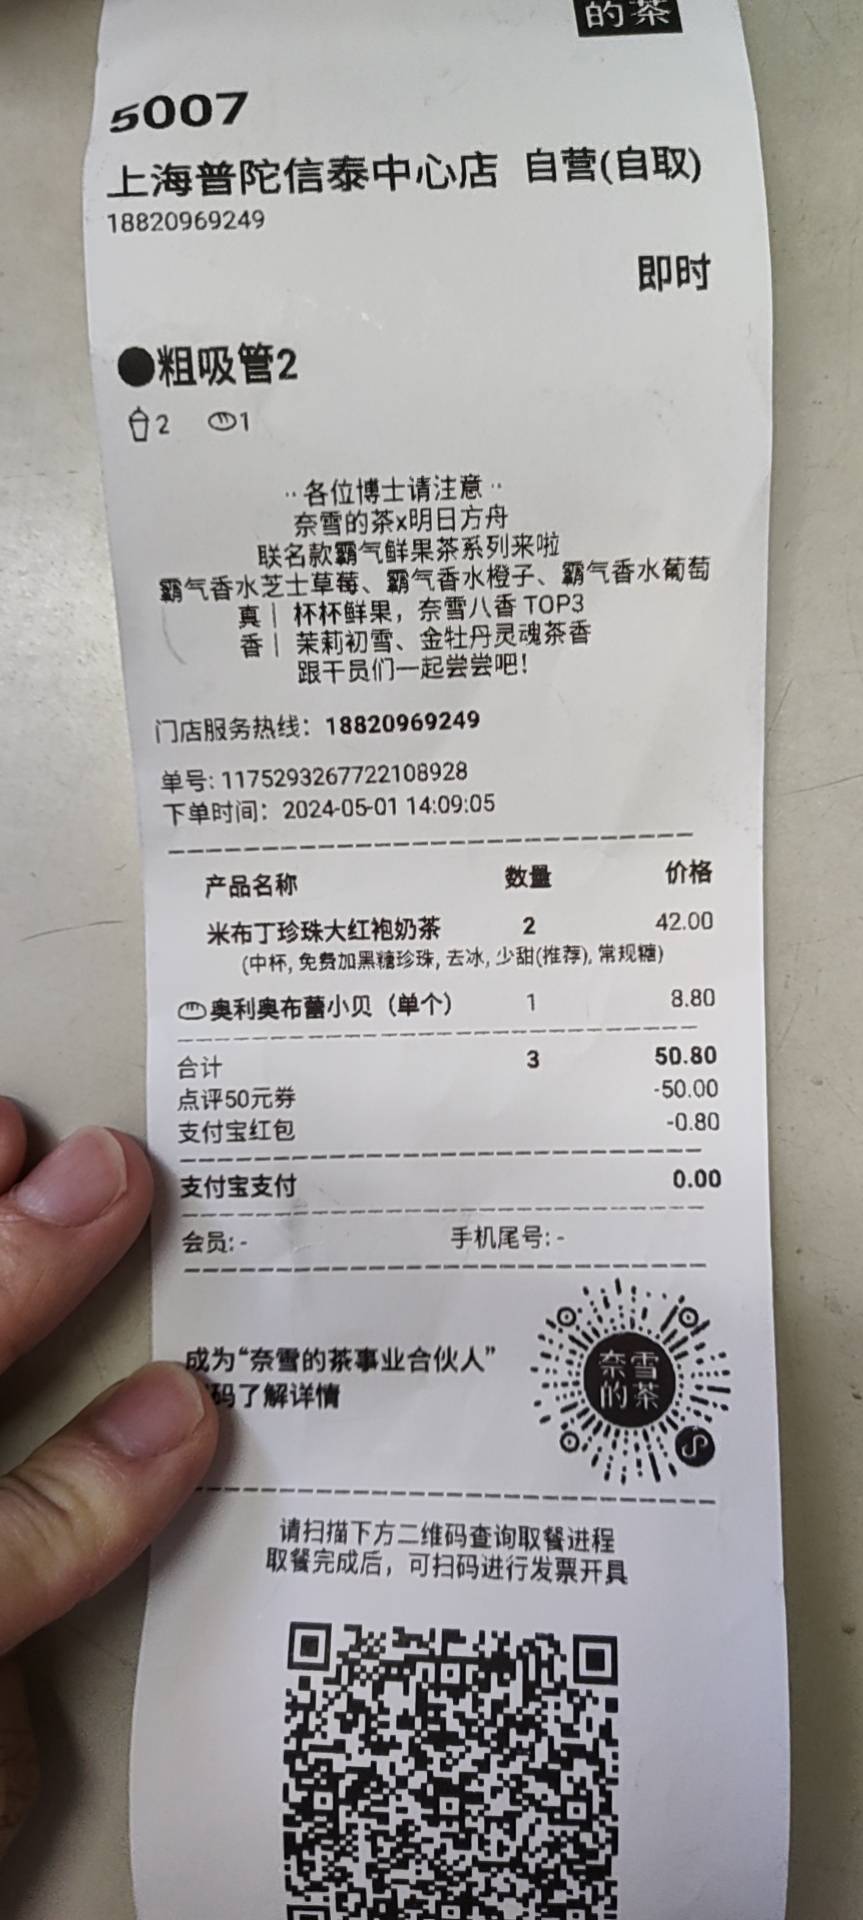 的茶
5007
上海普陀信泰中心店 自营(自取)
18820969249
即时
●粗吸管2
2 1
··各位博士请注意··
奈雪的茶x明日方舟
联名款霸气鲜果茶系列来啦
霸气香水芝士草莓、霸气香水橙子、霸气香水葡萄
真｜杯杯鲜果，奈雪八香 TOP3
香｜茉莉初雪、金牡丹灵魂茶香
跟干员们一起尝尝吧！
门店服务热线：18820969249
单号: 1175293267722108928
下单时间：2024-05-01 14:09:05
产品名称 数量 价格
米布丁珍珠大红袍奶茶 2 42.00
(中杯, 免费加黑糖珍珠, 去冰, 少甜(推荐), 常规糖)
奥利奥布蕾小贝（单个） 1 8.80
合计 3 50.80
点评50元券 -50.00
支付宝红包 -0.80
支付宝支付 0.00
会员:- 手机尾号:-
成为“奈雪的茶事业合伙人”
码了解详情
奈雪
的茶
请扫描下方二维码查询取餐进程
取餐完成后，可扫码进行发票开具